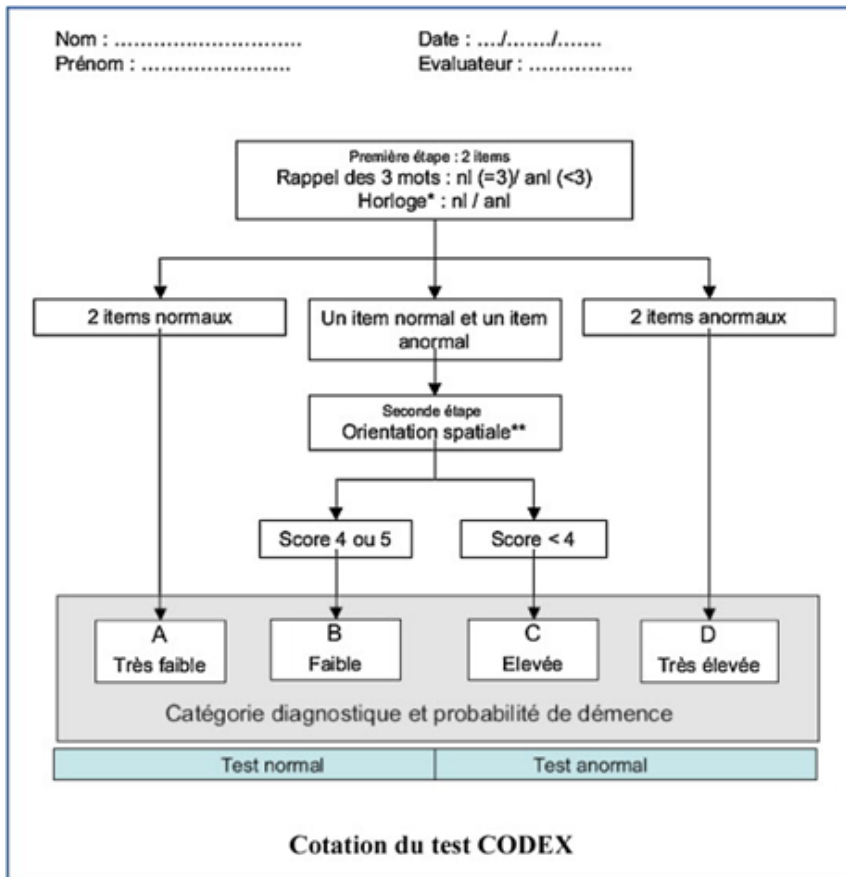 Nom : .................................
Date : ..../......./.......
Prénom : ..........................
Evaluateur : ..................
Première étape : 2 items
Rappel des 3 mots : nl (=3)/ anl (<3)
Horloge* : nl / anl
2 items normaux
Un item normal et un item
anormal
2 items anormaux
Seconde étape
Orientation spatiale**
Score 4 ou 5
Score < 4
A
Très faible
B
Faible
C
Elevée
D
Très élevée
Catégorie diagnostique et probabilité de démence
Test normal
Test anormal
Cotation du test CODEX